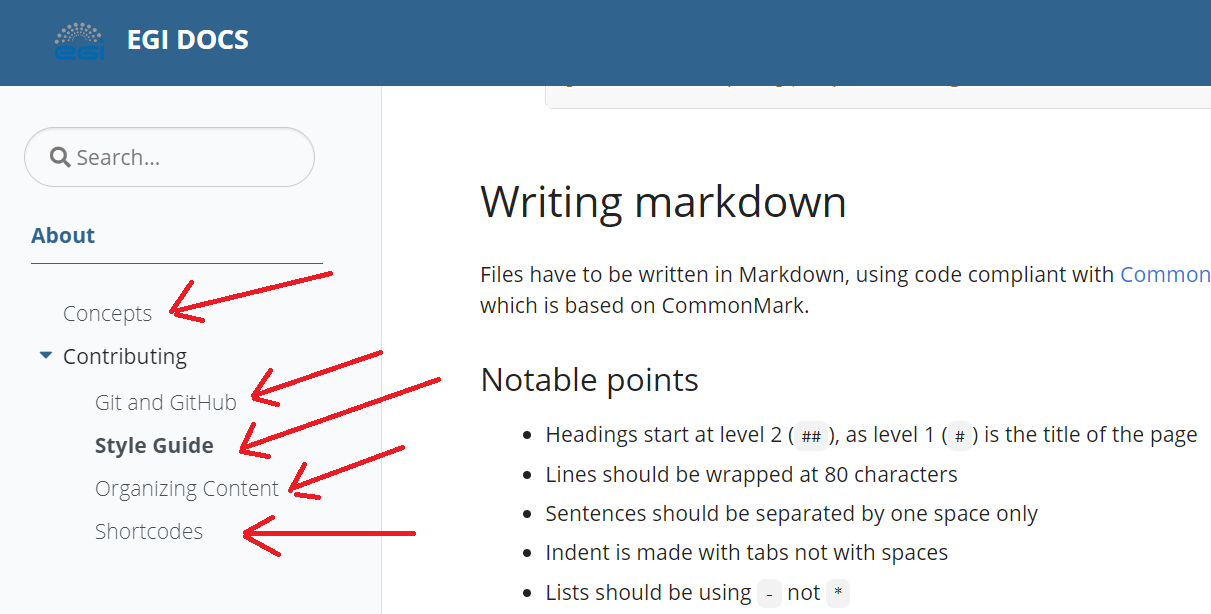 egi EGI DOCS
Search...
About
Concepts
Contributing
Git and GitHub
Style Guide
Organizing Content
Shortcodes
Writing markdown
Files have to be written in Markdown, using code compliant with Common
which is based on CommonMark.
Notable points
Headings start at level 2 ( ## ), as level 1 ( # ) is the title of the page
Lines should be wrapped at 80 characters
Sentences should be separated by one space only
Indent is made with tabs not with spaces
Lists should be using - not *